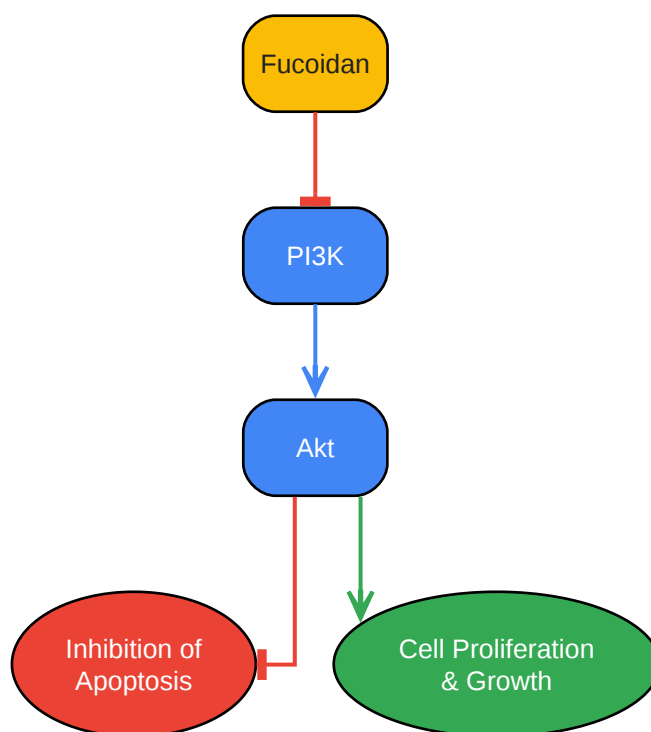 Fucoidan
PI3K
Akt
Inhibition of
Apoptosis
Cell Proliferation
& Growth